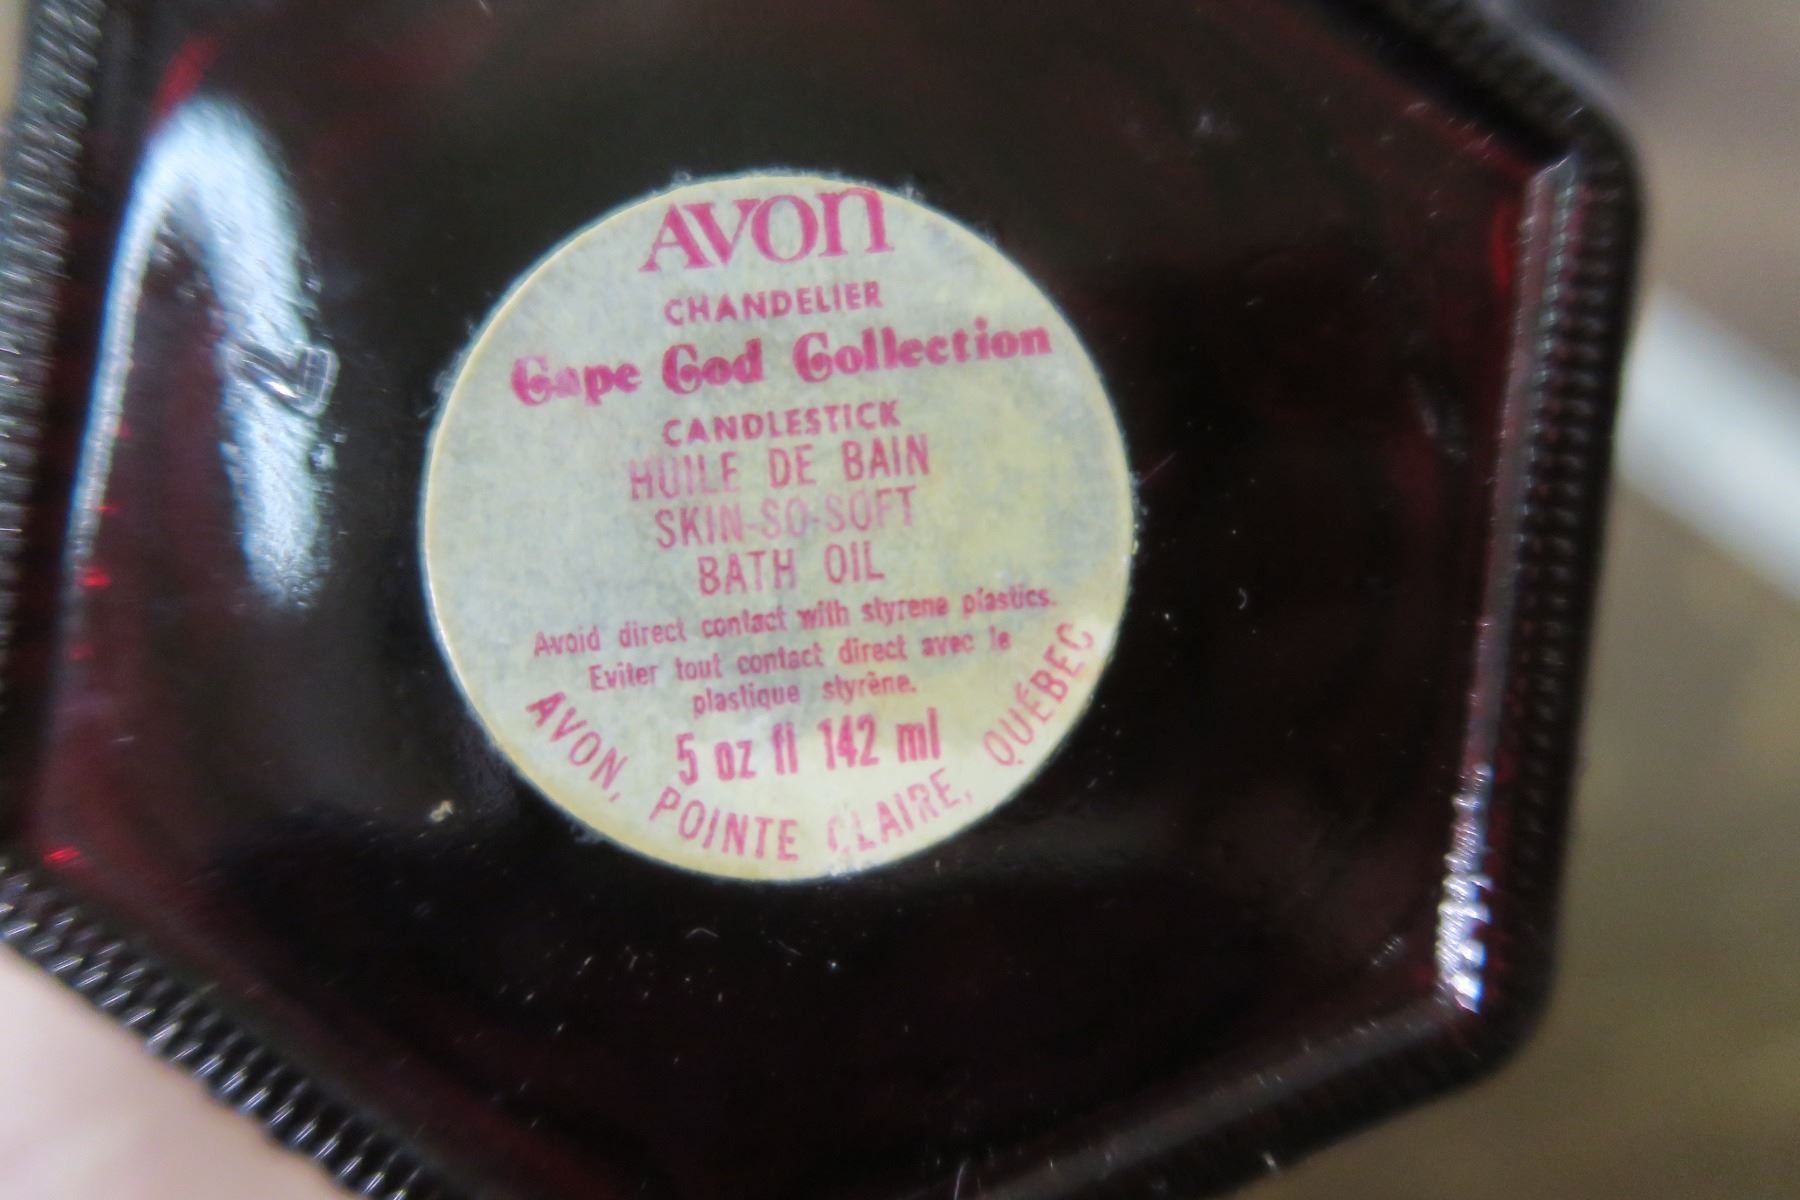 AVON
CHANDELIER
Cape Cod Collection
CANDLESTICK
HUILE DE BAIN
SKIN-SO-SOFT
BATH OIL
Avoid direct contact with styrene plastics.
Eviter tout contact direct avec le
plastique styrène.
5 oz fl 142 ml
AVON, POINTE CLAIRE, QUÉBEC